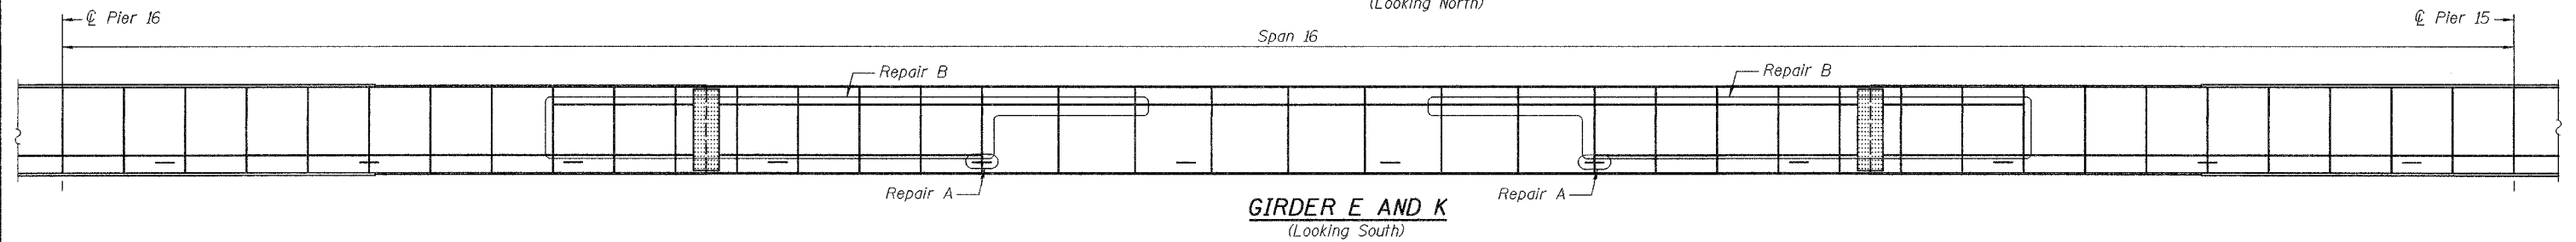 (Looking North)
℄ Pier 16
℄ Pier 15
Span 16
Repair B
Repair B
Repair A
Repair A
GIRDER E AND K
(Looking South)